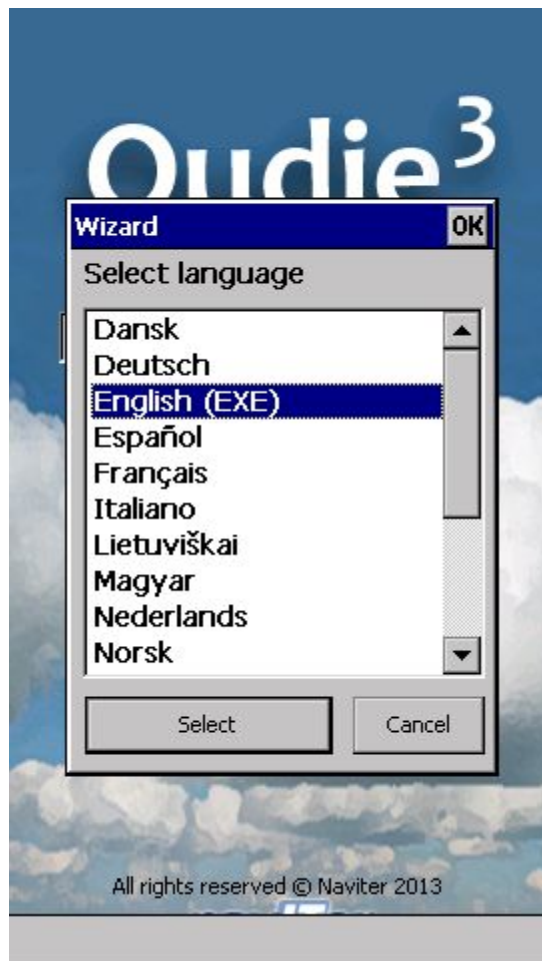 Oudie³
Wizard
OK
Select language
Dansk
Deutsch
English (EXE)
Español
Français
Italiano
Lietuviškai
Magyar
Nederlands
Norsk
Select
Cancel
All rights reserved © Naviter 2013